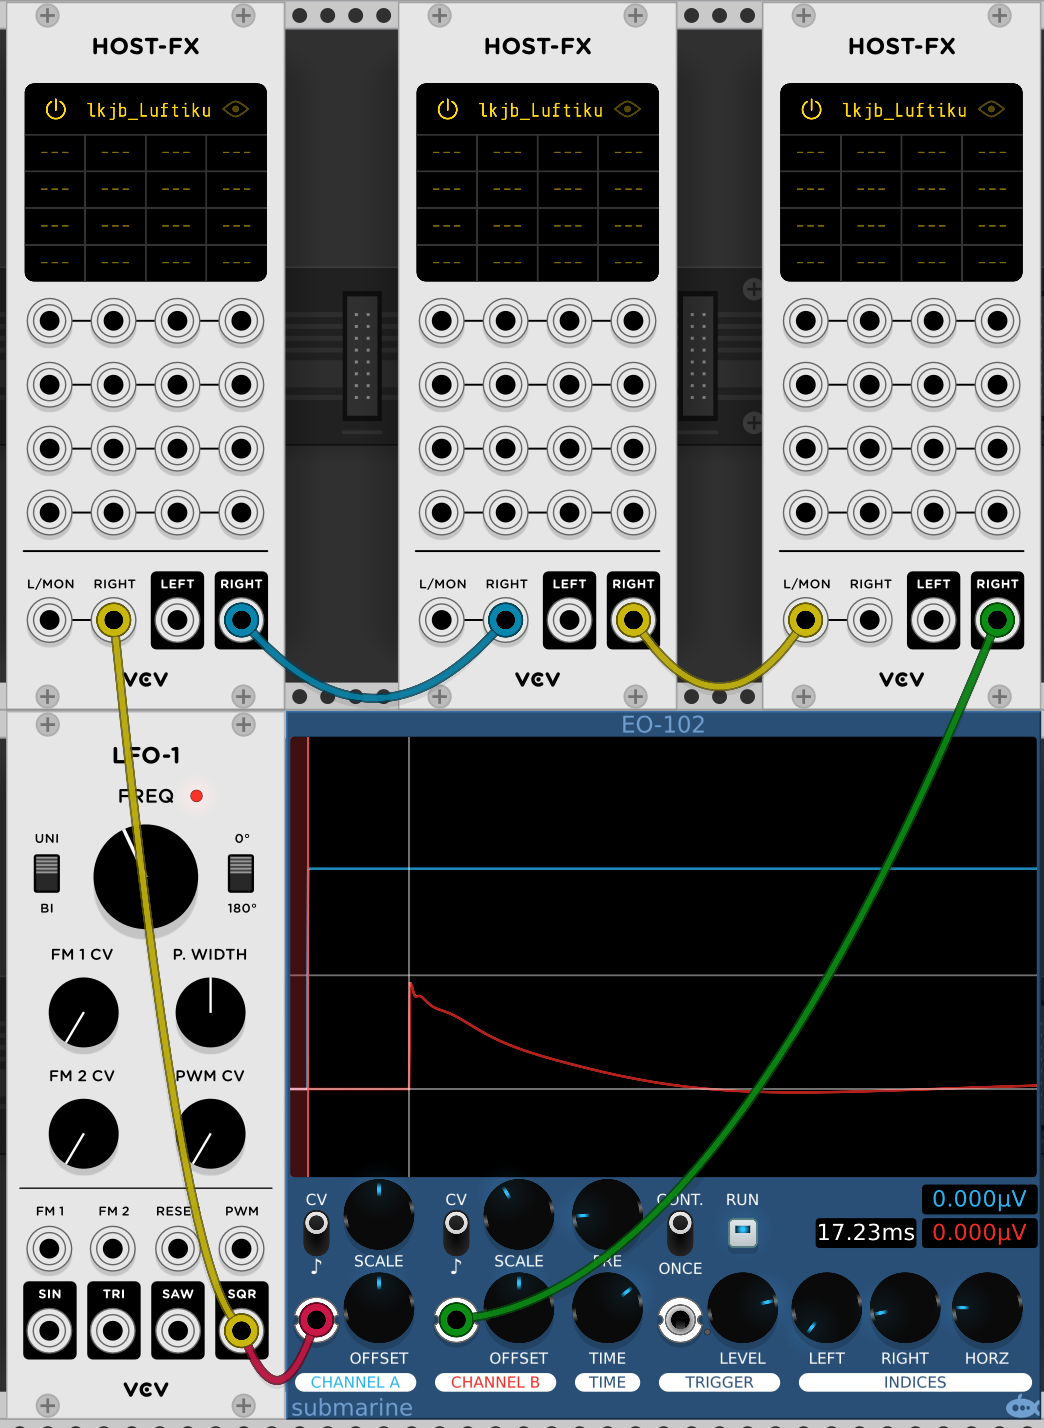 HOST-FX HOST-FX HOST-FX
lkjb_Luftiku lkjb_Luftiku lkjb_Luftiku
--- --- --- --- --- --- --- --- --- --- --- ---
--- --- --- --- --- --- --- --- --- --- --- ---
--- --- --- --- --- --- --- --- --- --- --- ---
--- --- --- --- --- --- --- --- --- --- --- ---
L/MON RIGHT LEFT RIGHT L/MON RIGHT LEFT RIGHT L/MON RIGHT LEFT RIGHT
VCV VCV VCV
EO-102
LFO-1
FREQ
UNI 0°
BI 180°
FM 1 CV P. WIDTH
FM 2 CV PWM CV
FM 1 FM 2 RESE PWM
SIN TRI SAW SQR
VCV
CV CV CONT. RUN 0.000µV
17.23ms 0.000µV
♪ SCALE ♪ SCALE PRE ONCE
OFFSET OFFSET TIME LEVEL LEFT RIGHT HORZ
CHANNEL A CHANNEL B TIME TRIGGER INDICES
submarine